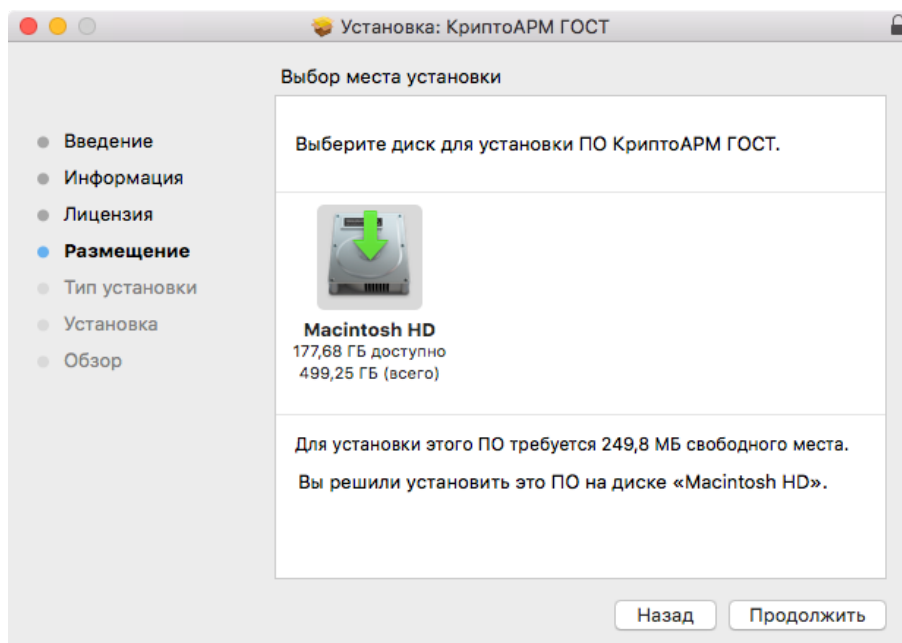 Установка: КриптоАРМ ГОСТ
Выбор места установки
Введение
Информация
Лицензия
Размещение
Тип установки
Установка
Обзор
Выберите диск для установки ПО КриптоАРМ ГОСТ.
Macintosh HD
177,68 ГБ доступно
499,25 ГБ (всего)
Для установки этого ПО требуется 249,8 МБ свободного места.
Вы решили установить это ПО на диске «Macintosh HD».
Назад
Продолжить